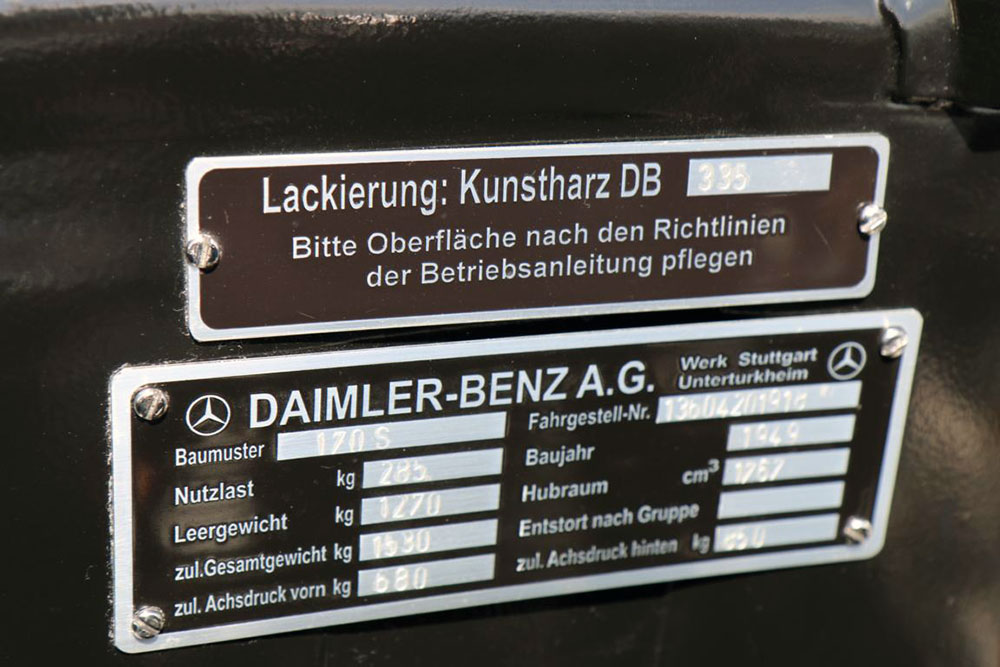 Lackierung: Kunstharz DB 335
Bitte Oberfläche nach den Richtlinien
der Betriebsanleitung pflegen
DAIMLER-BENZ A.G.
Werk Stuttgart
Unterturkheim
Baumuster 170 S
Fahrgestell-Nr.
Nutzlast kg 285
Baujahr 1949
Leergewicht kg 1270
Hubraum cm³ 1767
zul.Gesamtgewicht kg
Entstort nach Gruppe
zul. Achsdruck vorn kg 680
zul. Achsdruck hinten kg